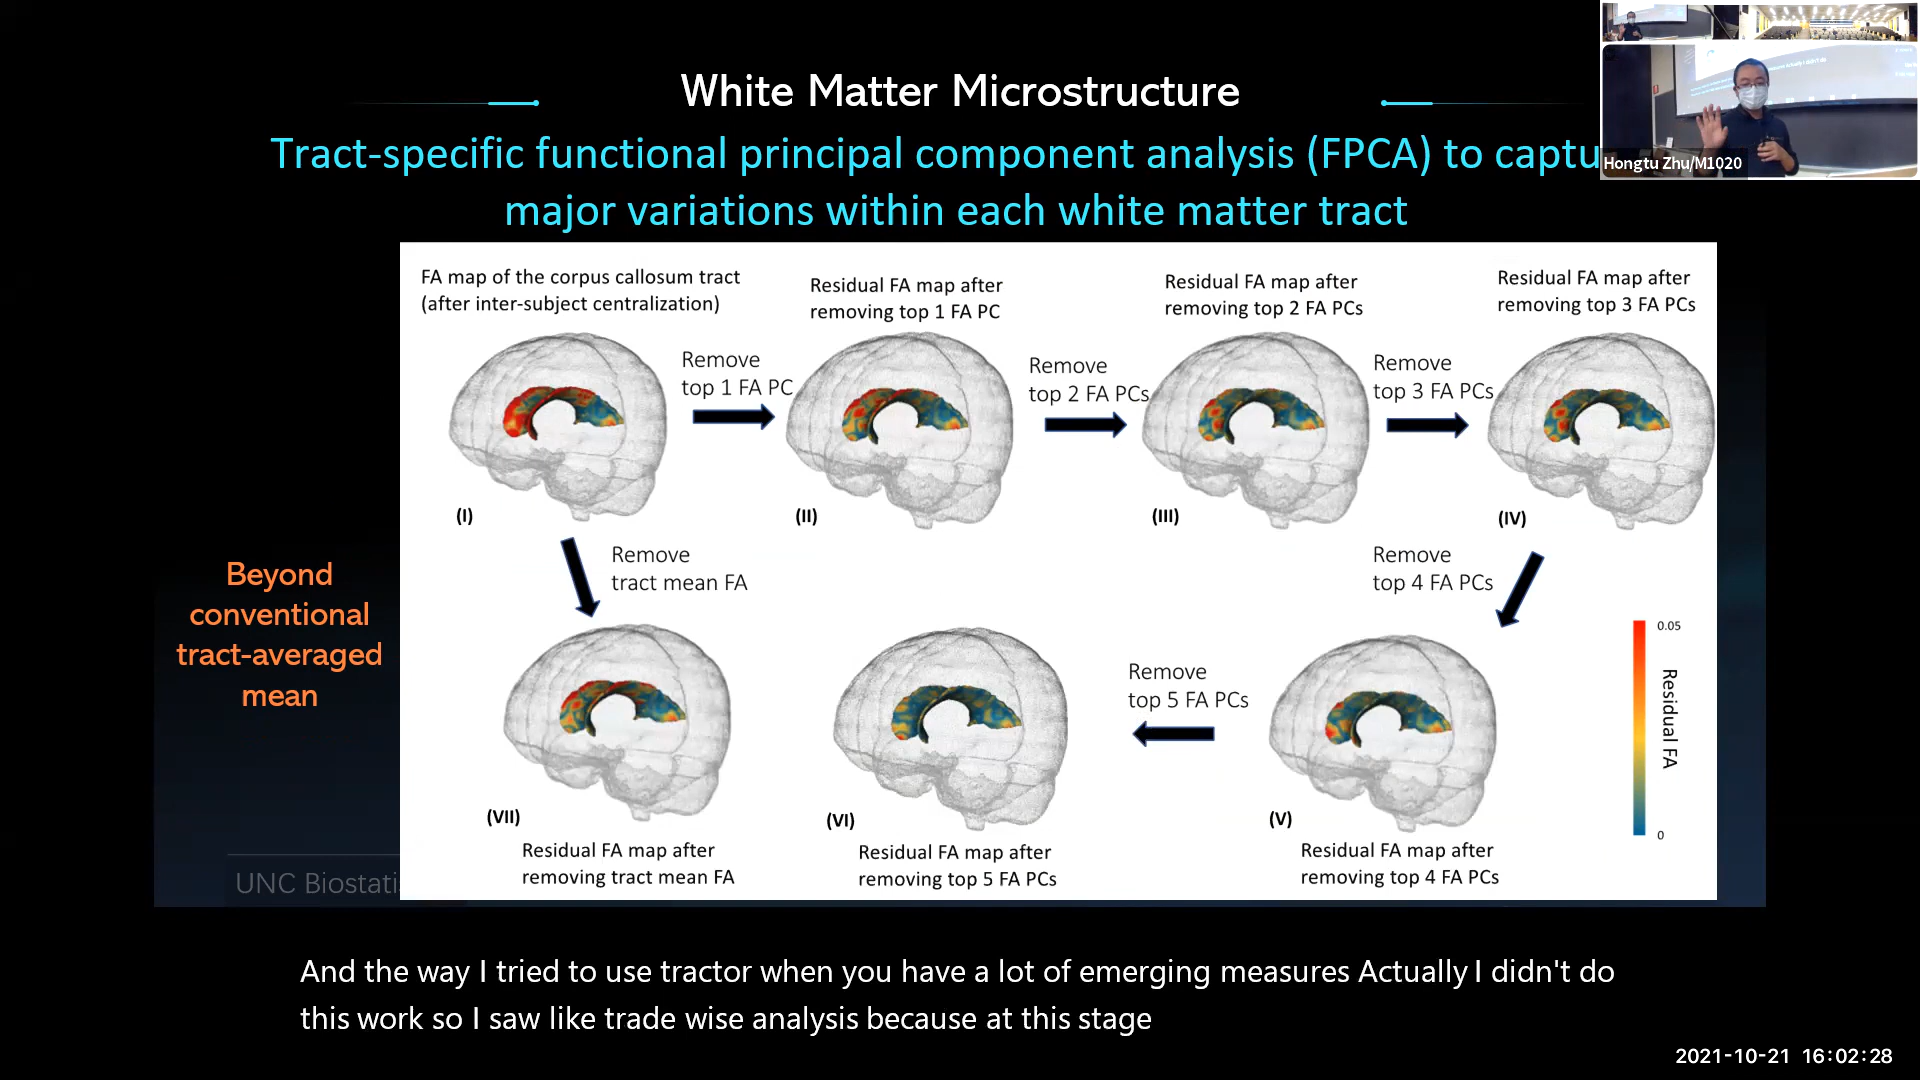 White Matter Microstructure
Tract-specific functional principal component analysis (FPCA) to captu
major variations within each white matter tract
Hongtu Zhu/M1020
FA map of the corpus callosum tract
(after inter-subject centralization)
Residual FA map after
removing top 1 FA PC
Residual FA map after
removing top 2 FA PCs
Residual FA map after
removing top 3 FA PCs
Remove
top 1 FA PC
Remove
top 2 FA PCs
Remove
top 3 FA PCs
(I)
(II)
(III)
(IV)
Remove
tract mean FA
Remove
top 4 FA PCs
Beyond
conventional
tract-averaged
mean
Remove
top 5 FA PCs
0.05
Residual FA
0
(VII)
(VI)
(V)
Residual FA map after
removing tract mean FA
Residual FA map after
removing top 5 FA PCs
Residual FA map after
removing top 4 FA PCs
UNC Biostati
And the way I tried to use tractor when you have a lot of emerging measures Actually I didn't do
this work so I saw like trade wise analysis because at this stage
2021-10-21 16:02:28